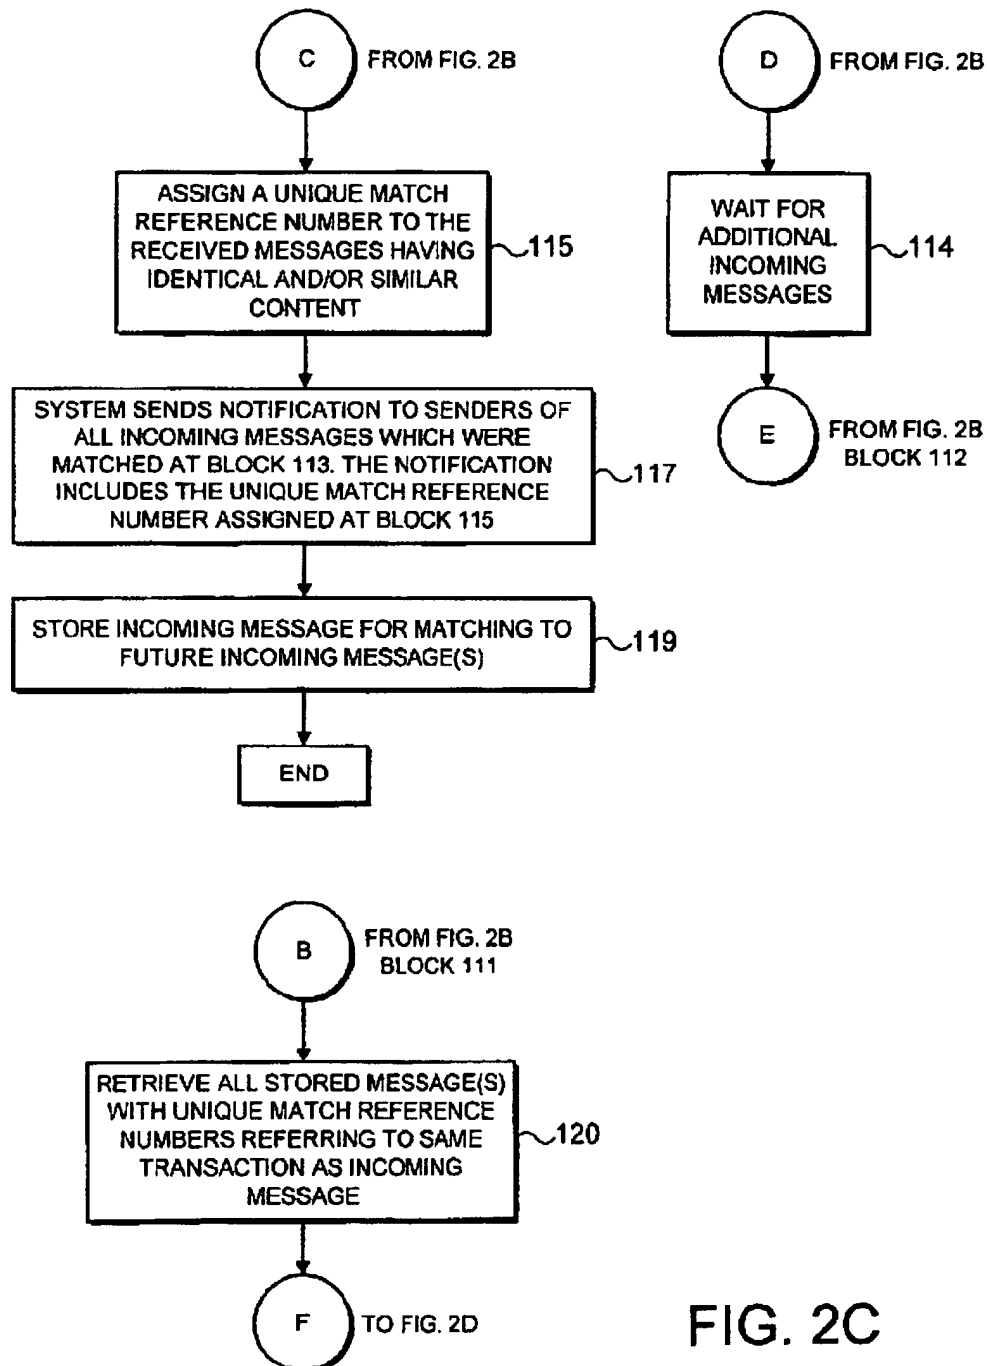 C
FROM FIG. 2B
ASSIGN A UNIQUE MATCH
REFERENCE NUMBER TO THE
RECEIVED MESSAGES HAVING
IDENTICAL AND/OR SIMILAR
CONTENT
115
SYSTEM SENDS NOTIFICATION TO SENDERS OF
ALL INCOMING MESSAGES WHICH WERE
MATCHED AT BLOCK 113. THE NOTIFICATION
INCLUDES THE UNIQUE MATCH REFERENCE
NUMBER ASSIGNED AT BLOCK 115
117
STORE INCOMING MESSAGE FOR MATCHING TO
FUTURE INCOMING MESSAGE(S)
119
END
D
FROM FIG. 2B
WAIT FOR
ADDITIONAL
INCOMING
MESSAGES
114
E
FROM FIG. 2B
BLOCK 112
B
FROM FIG. 2B
BLOCK 111
RETRIEVE ALL STORED MESSAGE(S)
WITH UNIQUE MATCH REFERENCE
NUMBERS REFERRING TO SAME
TRANSACTION AS INCOMING
MESSAGE
120
F
TO FIG. 2D
FIG. 2C